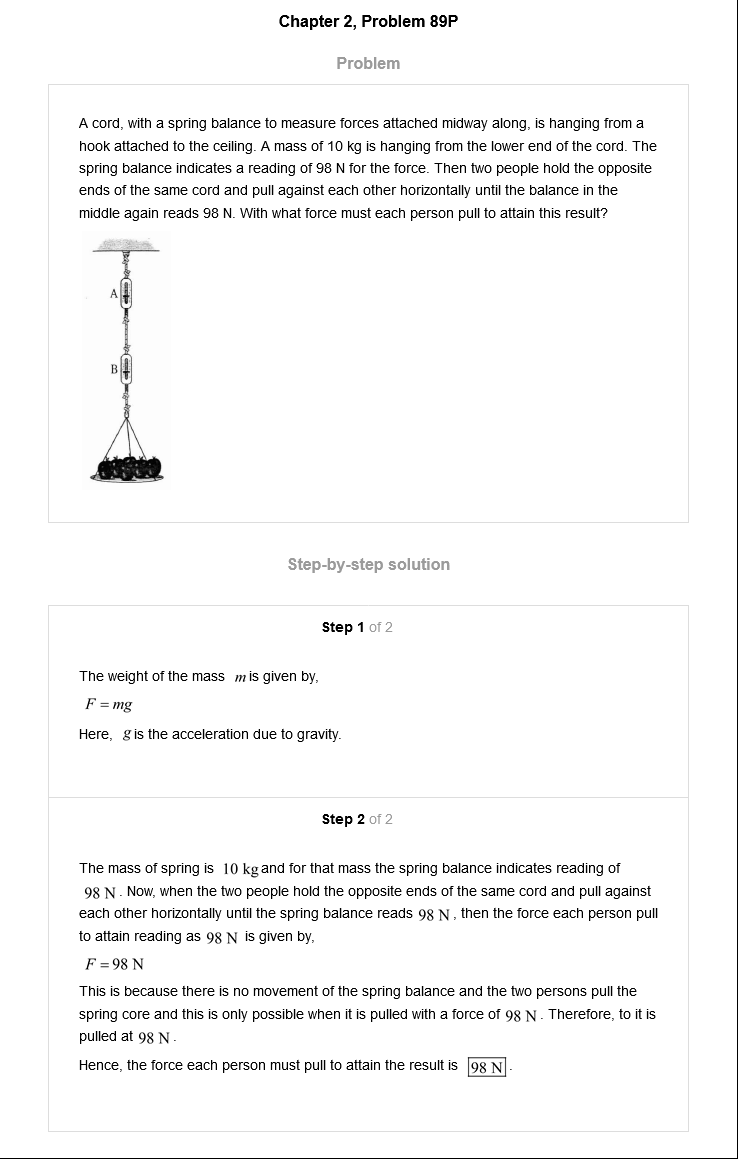 Chapter 2, Problem 89P
Problem
A cord, with a spring balance to measure forces attached midway along, is hanging from a
hook attached to the ceiling. A mass of 10 kg is hanging from the lower end of the cord. The
spring balance indicates a reading of 98 N for the force. Then two people hold the opposite
ends of the same cord and pull against each other horizontally until the balance in the
middle again reads 98 N. With what force must each person pull to attain this result?
A
B
Step-by-step solution
Step 1 of 2
The weight of the mass m is given by,
F = mg
Here, g is the acceleration due to gravity.
Step 2 of 2
The mass of spring is 10 kg and for that mass the spring balance indicates reading of
98 N. Now, when the two people hold the opposite ends of the same cord and pull against
each other horizontally until the spring balance reads 98 N, then the force each person pull
to attain reading as 98 N is given by,
F = 98 N
This is because there is no movement of the spring balance and the two persons pull the
spring core and this is only possible when it is pulled with a force of 98 N. Therefore, to it is
pulled at 98 N.
Hence, the force each person must pull to attain the result is 98 N.